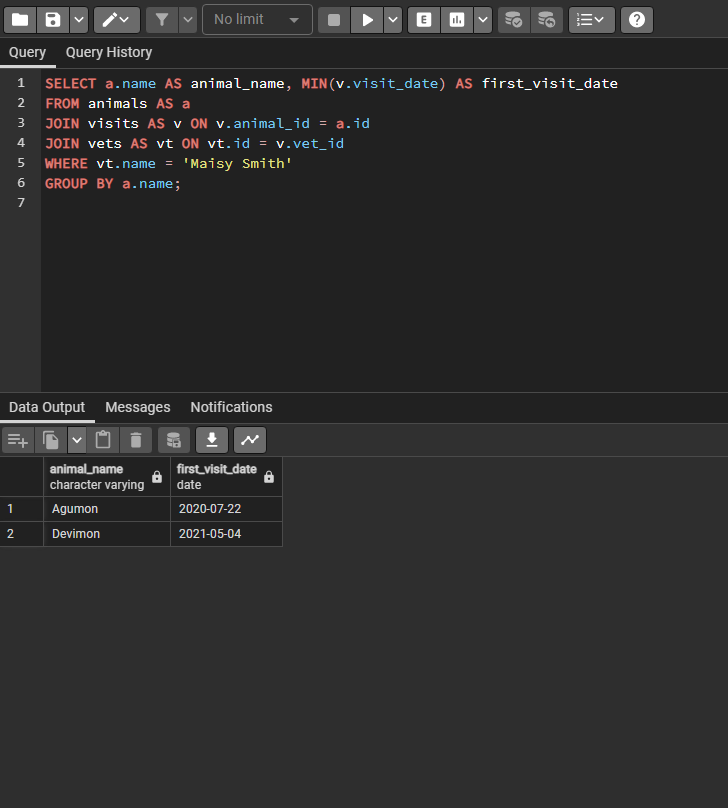 No limit
E
Query Query History
1 SELECT a.name AS animal_name, MIN(v.visit_date) AS first_visit_date
2 FROM animals AS a
3 JOIN visits AS v ON v.animal_id = a.id
4 JOIN vets AS vt ON vt.id = v.vet_id
5 WHERE vt.name = 'Maisy Smith'
6 GROUP BY a.name;
7
Data Output Messages Notifications
animal_name first_visit_date
character varying date
1 Agumon 2020-07-22
2 Devimon 2021-05-04